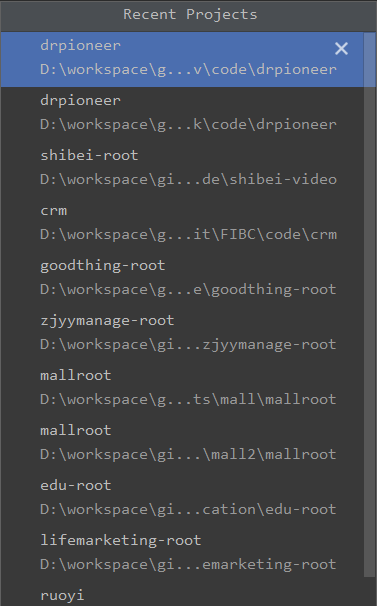 Recent Projects
drpioneer
D:\workspace\g...v\code\drpioneer
drpioneer
D:\workspace\g...k\code\drpioneer
shibei-root
D:\workspace\gi...de\shibei-video
crm
D:\workspace\g...it\FIBC\code\crm
goodthing-root
D:\workspace\g...e\goodthing-root
zjyymanage-root
D:\workspace\gi...zjyymanage-root
mallroot
D:\workspace\g...ts\mall\mallroot
mallroot
D:\workspace\gi...\mall2\mallroot
edu-root
D:\workspace\gi...cation\edu-root
lifemarketing-root
D:\workspace\gi...emarketing-root
ruoyi